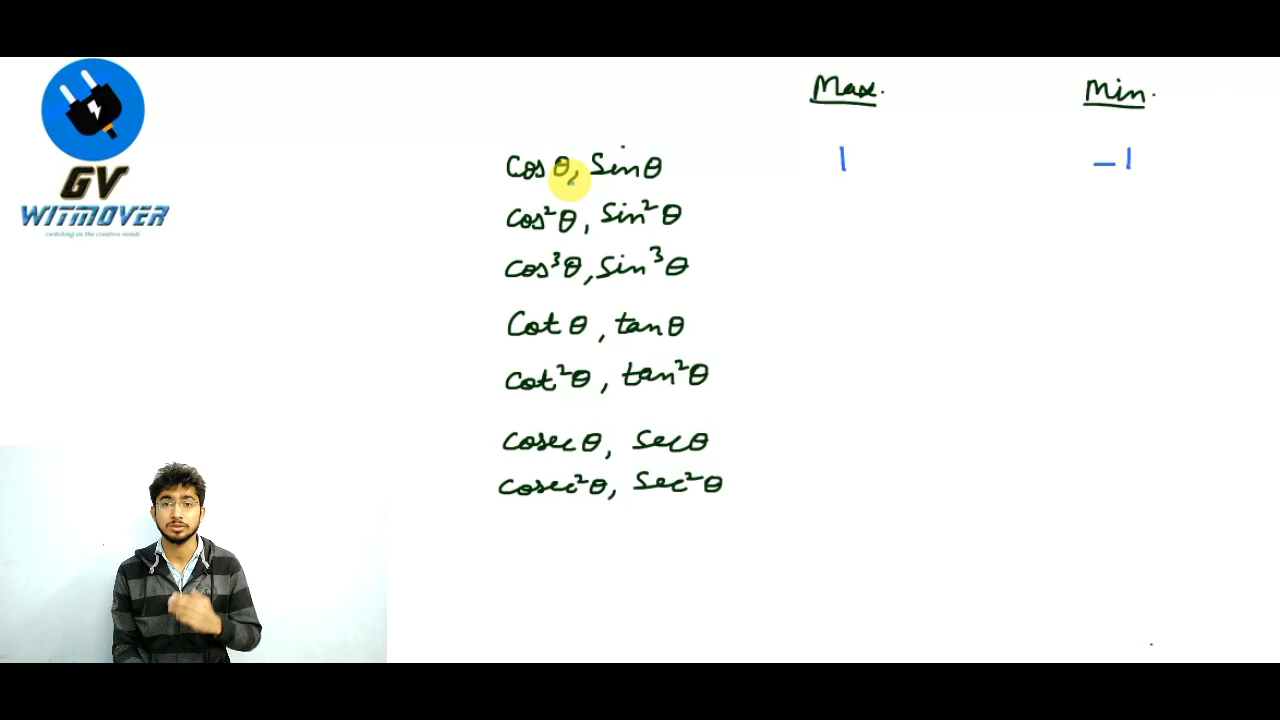 Max. Min.
Cos θ, Sin θ 1 –1
Cos²θ, Sin²θ
Cos³θ, Sin³θ
Cot θ, tan θ
Cot²θ, tan²θ
Cosec θ, Sec θ
Cosec²θ, Sec²θ
GV
WITMOVER
switching on the creative minds